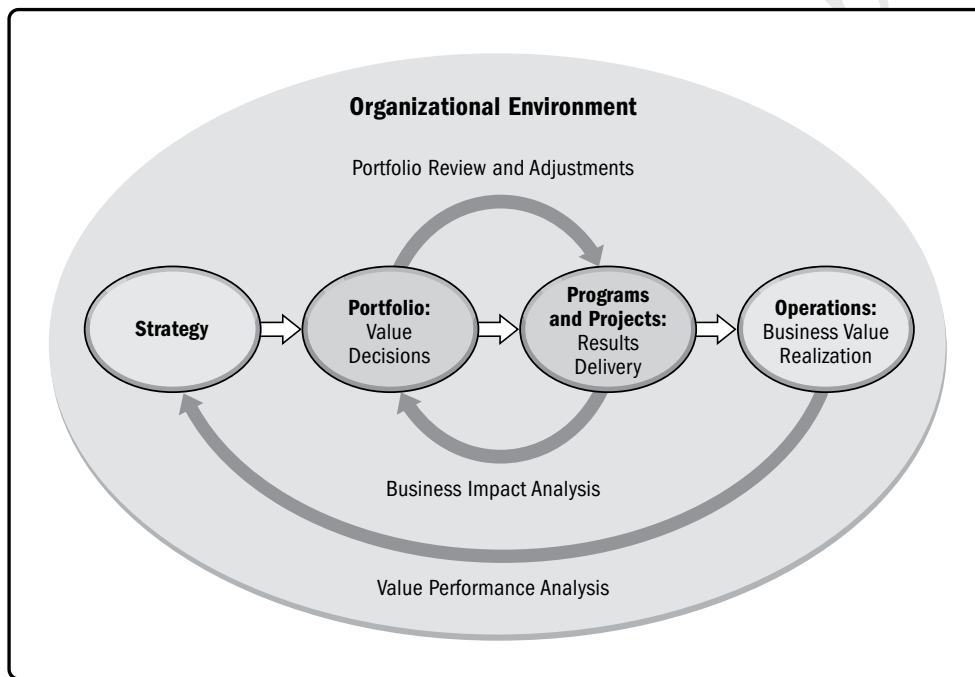 Organizational Environment
Portfolio Review and Adjustments
Strategy
Portfolio:
Value
Decisions
Programs
and Projects:
Results
Delivery
Operations:
Business Value
Realization
Business Impact Analysis
Value Performance Analysis